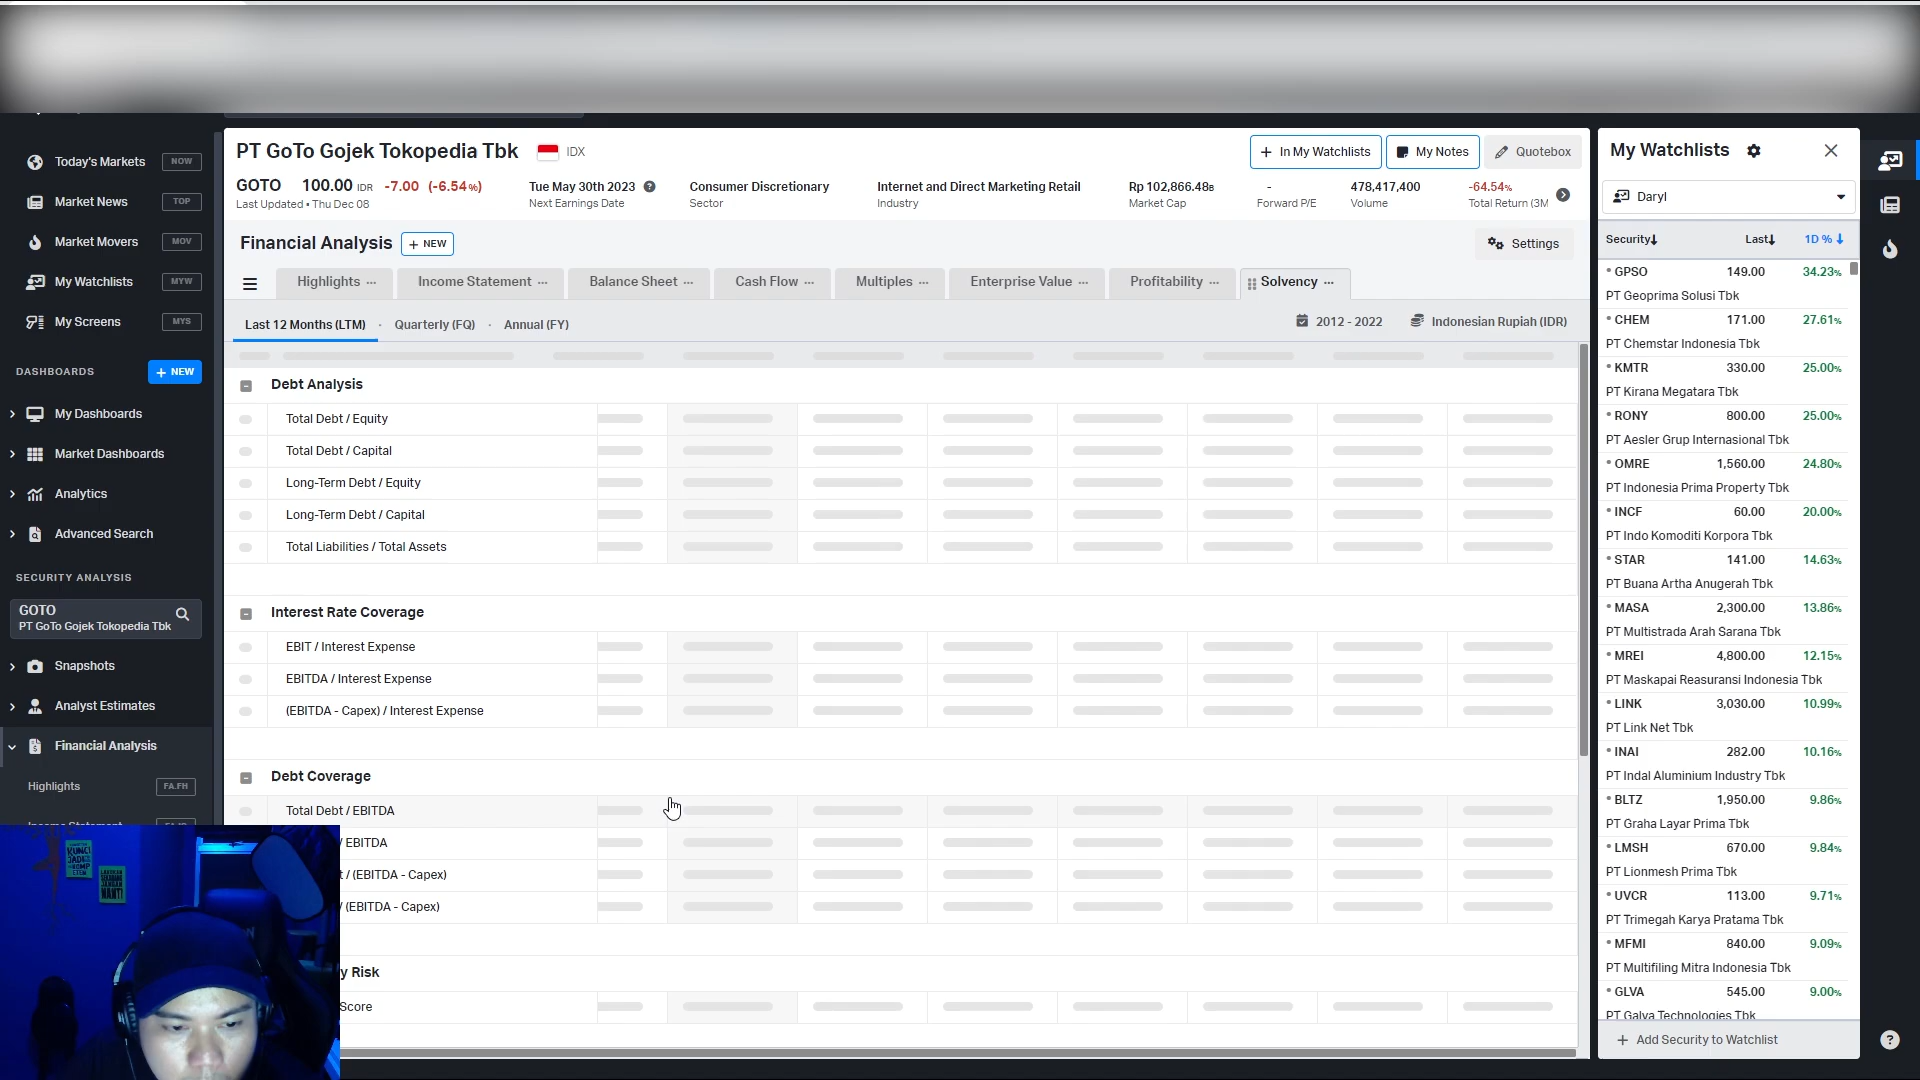 PT GoTo Gojek Tokopedia Tbk IDX
+ In My Watchlists My Notes Quotebox
GOTO 100.00 IDR -7.00 (-6.54%)
Last Updated • Thu Dec 08
Tue May 30th 2023
Next Earnings Date
Consumer Discretionary
Sector
Internet and Direct Marketing Retail
Industry
Rp 102,866.48B
Market Cap
-
Forward P/E
478,417,400
Volume
-64.54%
Total Return (3M
Financial Analysis + NEW Settings
Highlights ... Income Statement ... Balance Sheet ... Cash Flow ... Multiples ... Enterprise Value ... Profitability ... Solvency ...
Last 12 Months (LTM) · Quarterly (FQ) · Annual (FY) 2012 - 2022 Indonesian Rupiah (IDR)
Debt Analysis
Total Debt / Equity
Total Debt / Capital
Long-Term Debt / Equity
Long-Term Debt / Capital
Total Liabilities / Total Assets
Interest Rate Coverage
EBIT / Interest Expense
EBITDA / Interest Expense
(EBITDA - Capex) / Interest Expense
Debt Coverage
Total Debt / EBITDA
/ EBITDA
/ (EBITDA - Capex)
/ (EBITDA - Capex)
y Risk
Score
Today's Markets NOW
Market News TOP
Market Movers MOV
My Watchlists MYW
My Screens MYS
DASHBOARDS + NEW
My Dashboards
Market Dashboards
Analytics
Advanced Search
SECURITY ANALYSIS
GOTO
PT GoTo Gojek Tokopedia Tbk
Snapshots
Analyst Estimates
Financial Analysis
Highlights FA.FH
My Watchlists
Daryl
Security Last 1D %
GPSO 149.00 34.23%
PT Geoprima Solusi Tbk
CHEM 171.00 27.61%
PT Chemstar Indonesia Tbk
KMTR 330.00 25.00%
PT Kirana Megatara Tbk
RONY 800.00 25.00%
PT Aesler Grup Internasional Tbk
OMRE 1,560.00 24.80%
PT Indonesia Prima Property Tbk
INCF 60.00 20.00%
PT Indo Komoditi Korpora Tbk
STAR 141.00 14.63%
PT Buana Artha Anugerah Tbk
MASA 2,300.00 13.86%
PT Multistrada Arah Sarana Tbk
MREI 4,800.00 12.15%
PT Maskapai Reasuransi Indonesia Tbk
LINK 3,030.00 10.99%
PT Link Net Tbk
INAI 282.00 10.16%
PT Indal Aluminium Industry Tbk
BLTZ 1,950.00 9.86%
PT Graha Layar Prima Tbk
LMSH 670.00 9.84%
PT Lionmesh Prima Tbk
UVCR 113.00 9.71%
PT Trimegah Karya Pratama Tbk
MFMI 840.00 9.09%
PT Multifiling Mitra Indonesia Tbk
GLVA 545.00 9.00%
PT Galva Technologies Tbk
+ Add Security to Watchlist